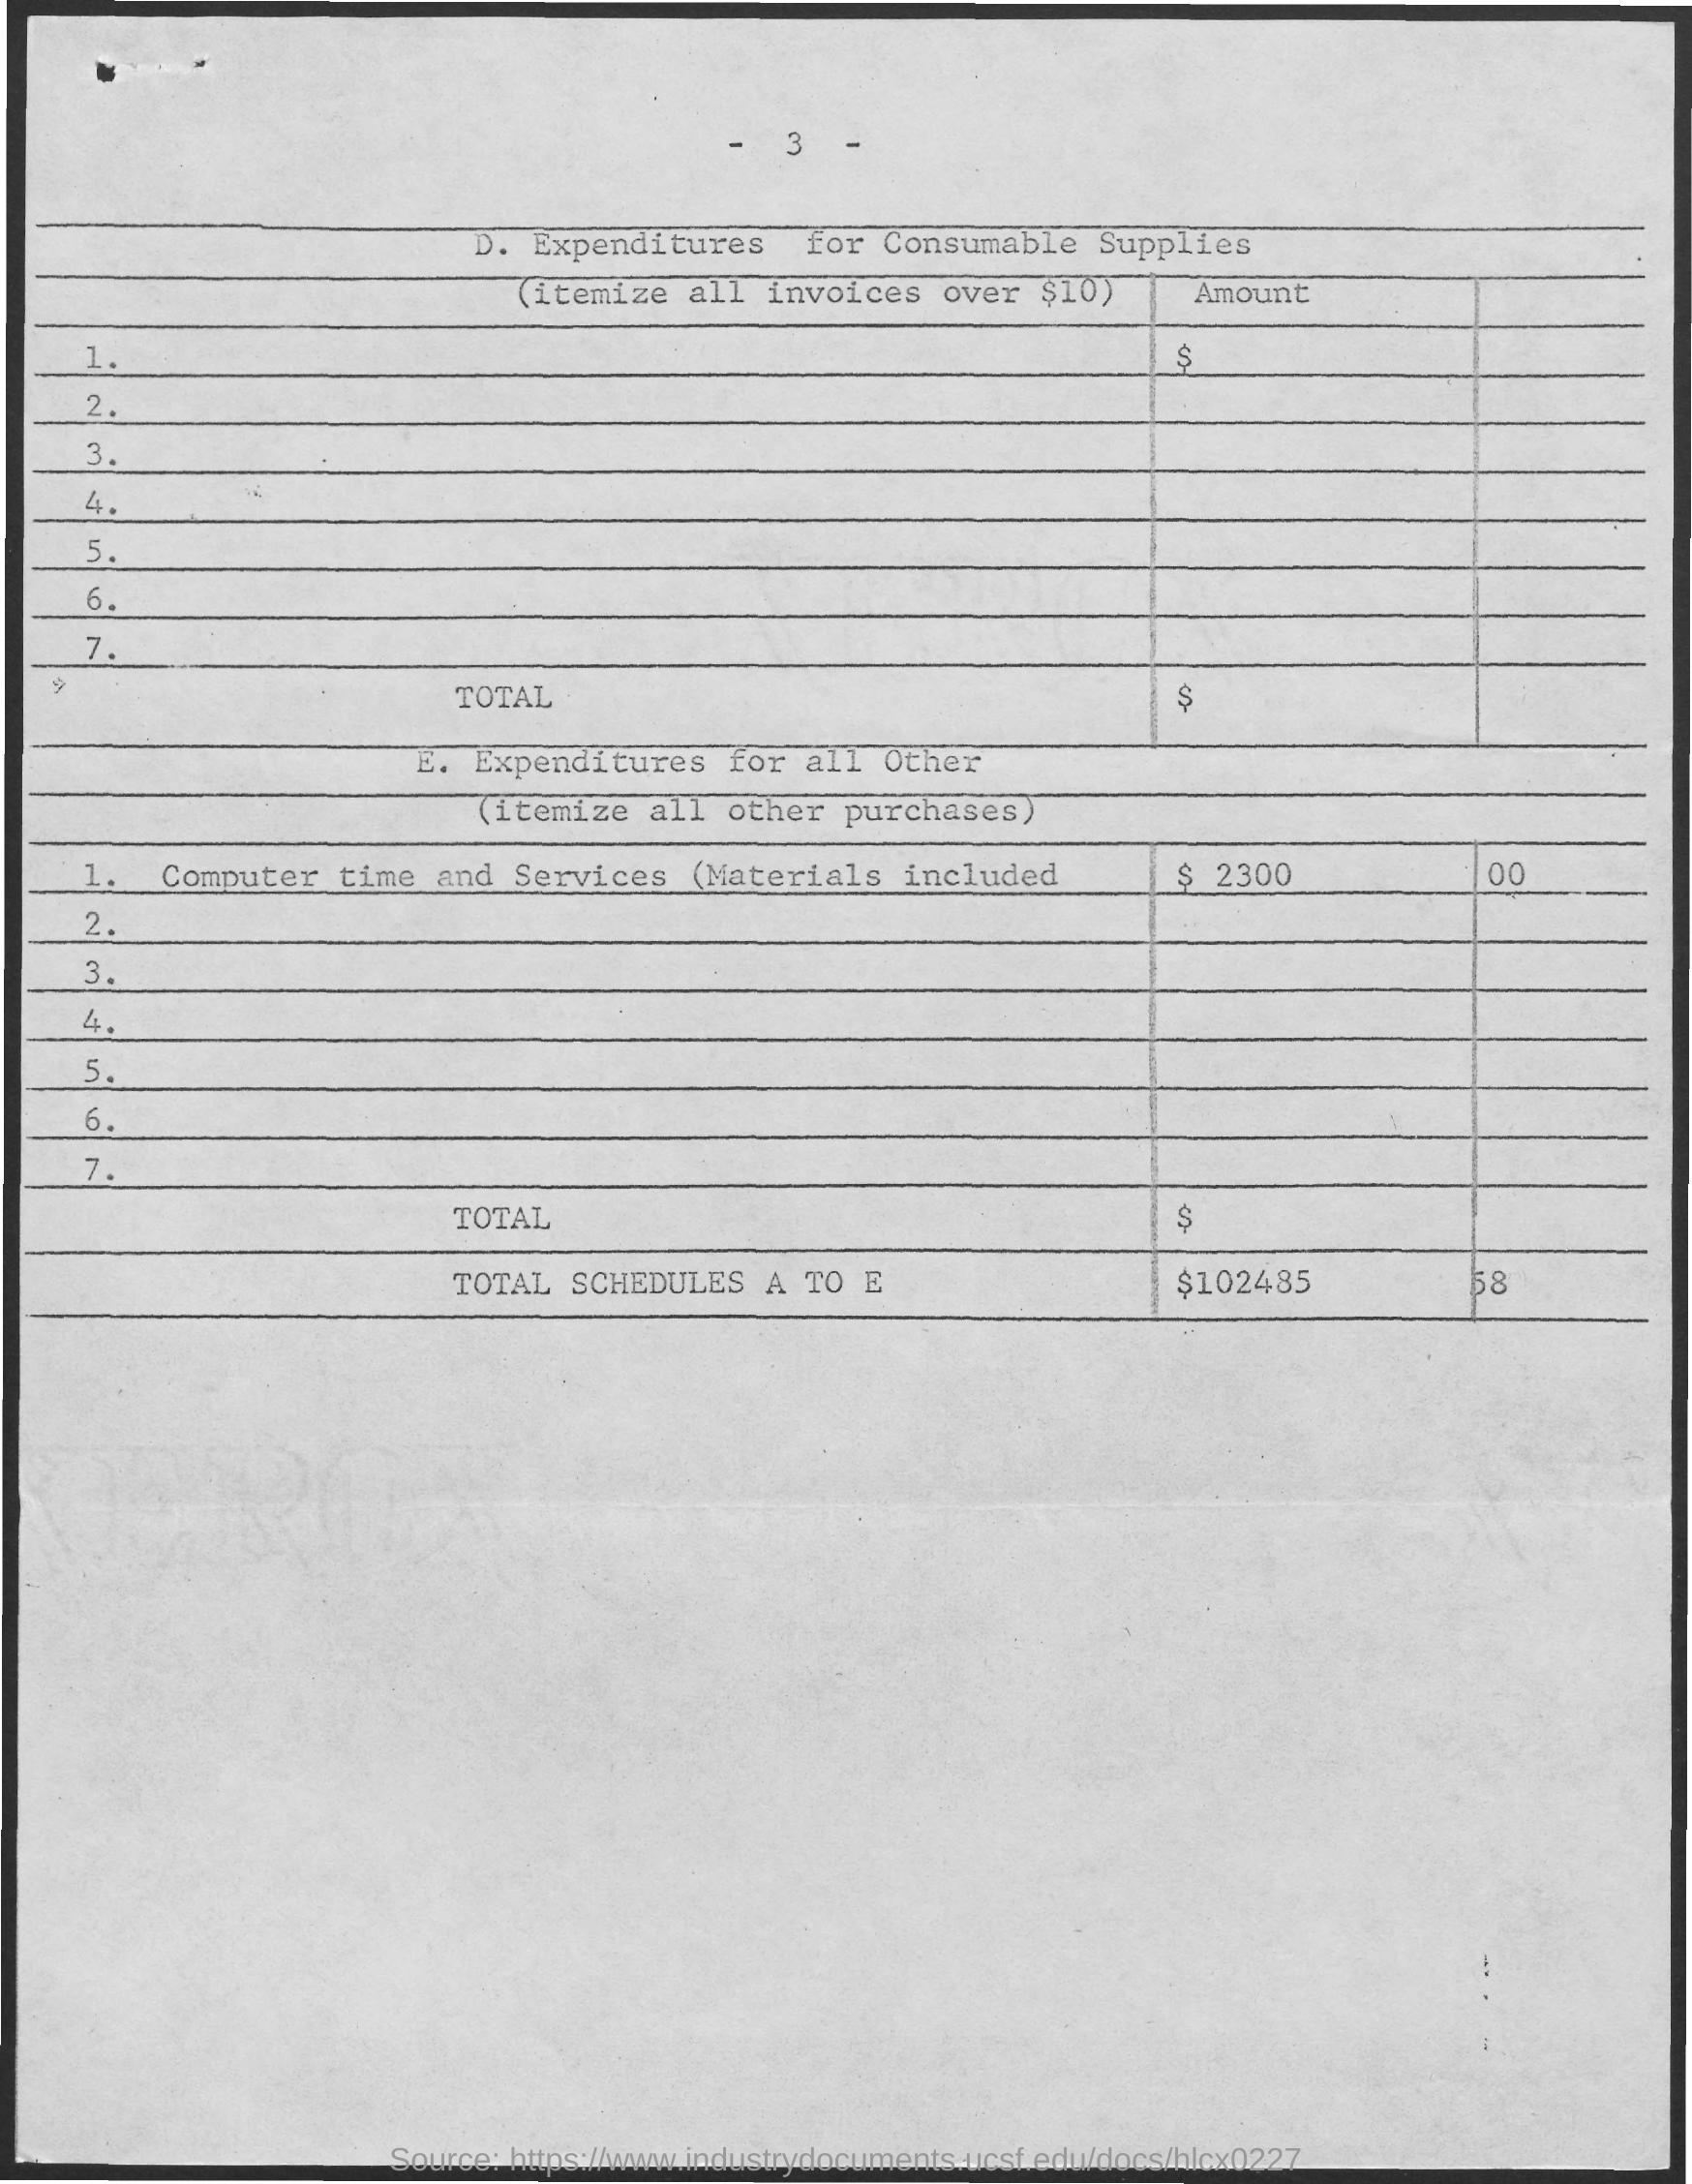 - 3 -
D. Expenditures for Consumable Supplies
(itemize all invoices over $10) Amount
1. $
2.
3.
4.
5.
6.
7.
TOTAL $
E. Expenditures for all Other
(itemize all other purchases)
1. Computer time and Services (Materials included $ 2300 00
2.
3.
4.
5.
6.
7.
TOTAL $
TOTAL SCHEDULES A TO E $102485 58
Source: https://www.industrydocuments.ucsf.edu/docs/hlcx0227